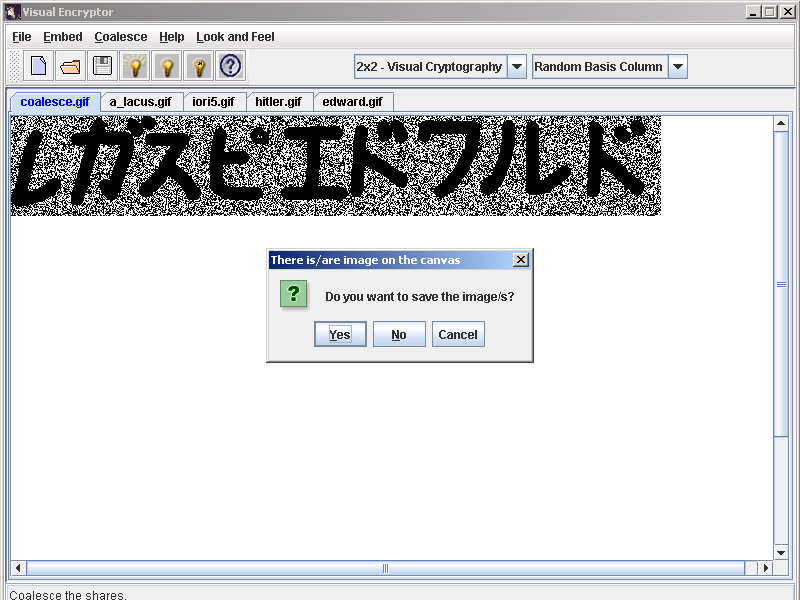 Visual Encryptor
File Embed Coalesce Help Look and Feel
2x2 - Visual Cryptography Random Basis Column
coalesce.gif a_lacus.gif iori5.gif hitler.gif edward.gif
レガスピエドワルド
There is/are image on the canvas
Do you want to save the image/s?
Yes No Cancel
Coalesce the shares.